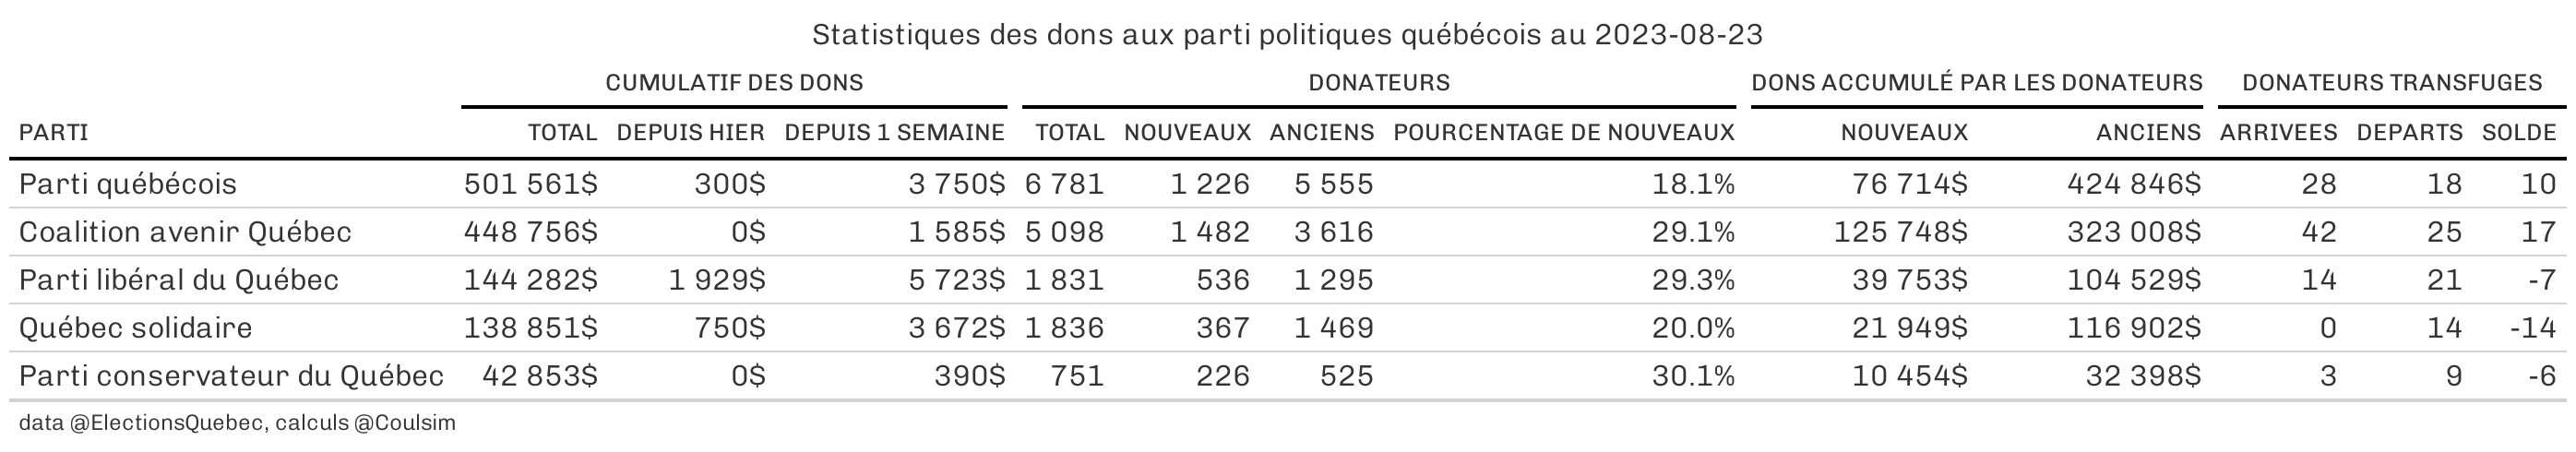 Statistiques des dons aux parti politiques québécois au 2023-08-23
CUMULATIF DES DONS DONATEURS DONS ACCUMULÉ PAR LES DONATEURS DONATEURS TRANSFUGES
PARTI TOTAL DEPUIS HIER DEPUIS 1 SEMAINE TOTAL NOUVEAUX ANCIENS POURCENTAGE DE NOUVEAUX NOUVEAUX ANCIENS ARRIVEES DEPARTS SOLDE
Parti québécois 501 561$ 300$ 3 750$ 6 781 1 226 5 555 18.1% 76 714$ 424 846$ 28 18 10
Coalition avenir Québec 448 756$ 0$ 1 585$ 5 098 1 482 3 616 29.1% 125 748$ 323 008$ 42 25 17
Parti libéral du Québec 144 282$ 1 929$ 5 723$ 1 831 536 1 295 29.3% 39 753$ 104 529$ 14 21 -7
Québec solidaire 138 851$ 750$ 3 672$ 1 836 367 1 469 20.0% 21 949$ 116 902$ 0 14 -14
Parti conservateur du Québec 42 853$ 0$ 390$ 751 226 525 30.1% 10 454$ 32 398$ 3 9 -6
data @ElectionsQuebec, calculs @Coulsim